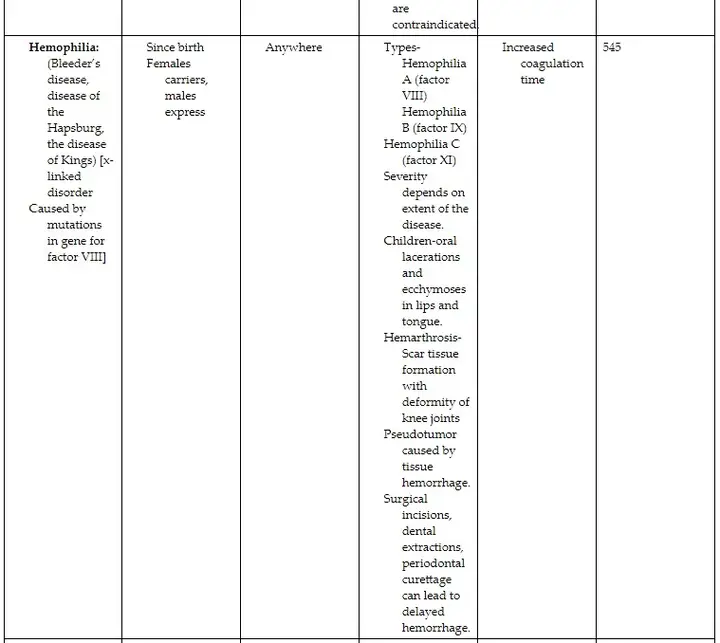 are
contraindicated.
Hemophilia:
(Bleeder's
disease,
disease of
the
Hapsburg,
the disease
of Kings) [x-
linked
disorder
Caused by
mutations
in gene for
factor VIII]
Since birth
Females
carriers,
males
express
Anywhere
Types-
Hemophilia
A (factor
VIII)
Hemophilia
B (factor IX)
Hemophilia C
(factor XI)
Severity
depends on
extent of the
disease.
Children-oral
lacerations
and
ecchymoses
in lips and
tongue.
Hemarthrosis-
Scar tissue
formation
with
deformity of
knee joints
Pseudotumor
caused by
tissue
hemorrhage.
Surgical
incisions,
dental
extractions,
periodontal
curettage
can lead to
delayed
hemorrhage.
Increased
coagulation
time
545